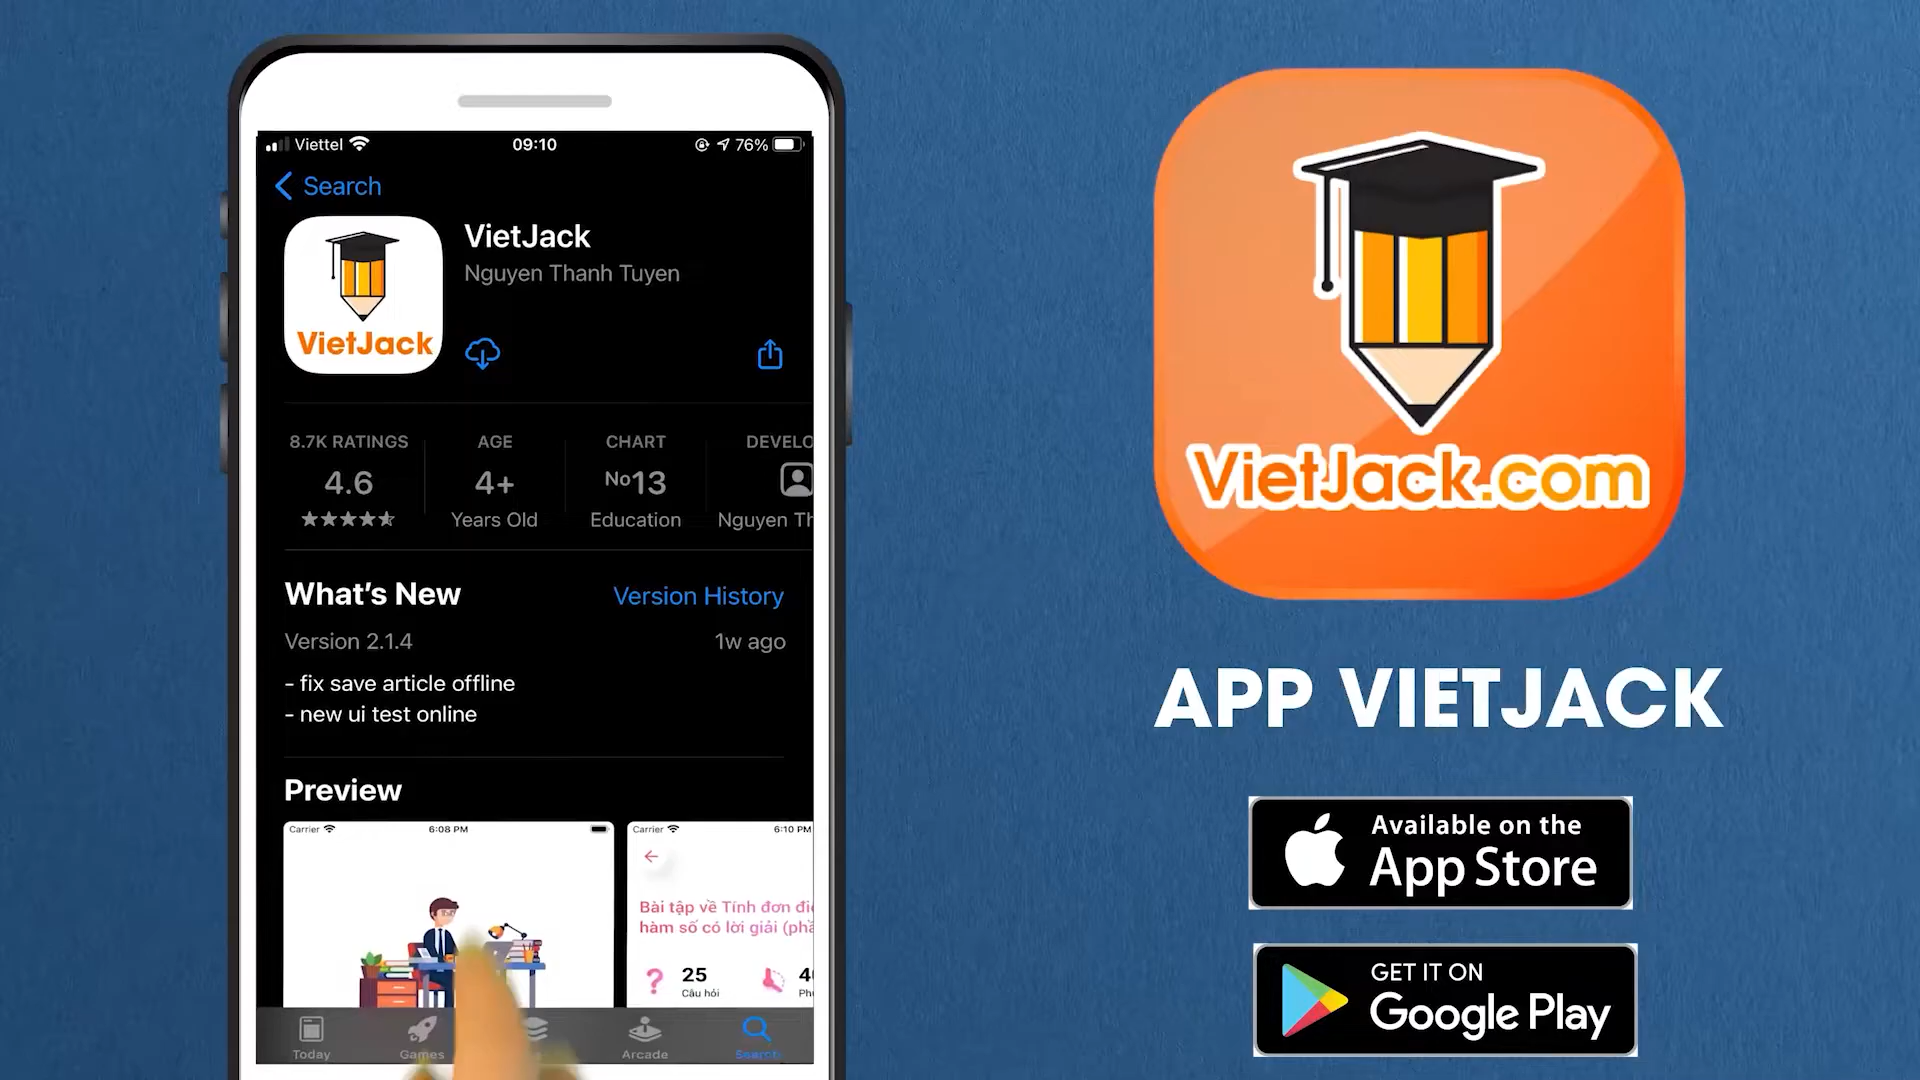 Viettel
09:10
76%
Search
VietJack
VietJack
Nguyen Thanh Tuyen
8.7K RATINGS
4.6
AGE
4+
Years Old
CHART
No13
Education
DEVELO
Nguyen Th
What's New
Version History
Version 2.1.4
1w ago
- fix save article offline
- new ui test online
Preview
Carrier
6:08 PM
Carrier
6:10 PM
Bài tập về Tính đơn đi
hàm số có lời giải (phầ
25
Câu hỏi
Today
Games
Arcade
Search
VietJack.com
APP VIETJACK
Available on the
App Store
GET IT ON
Google Play